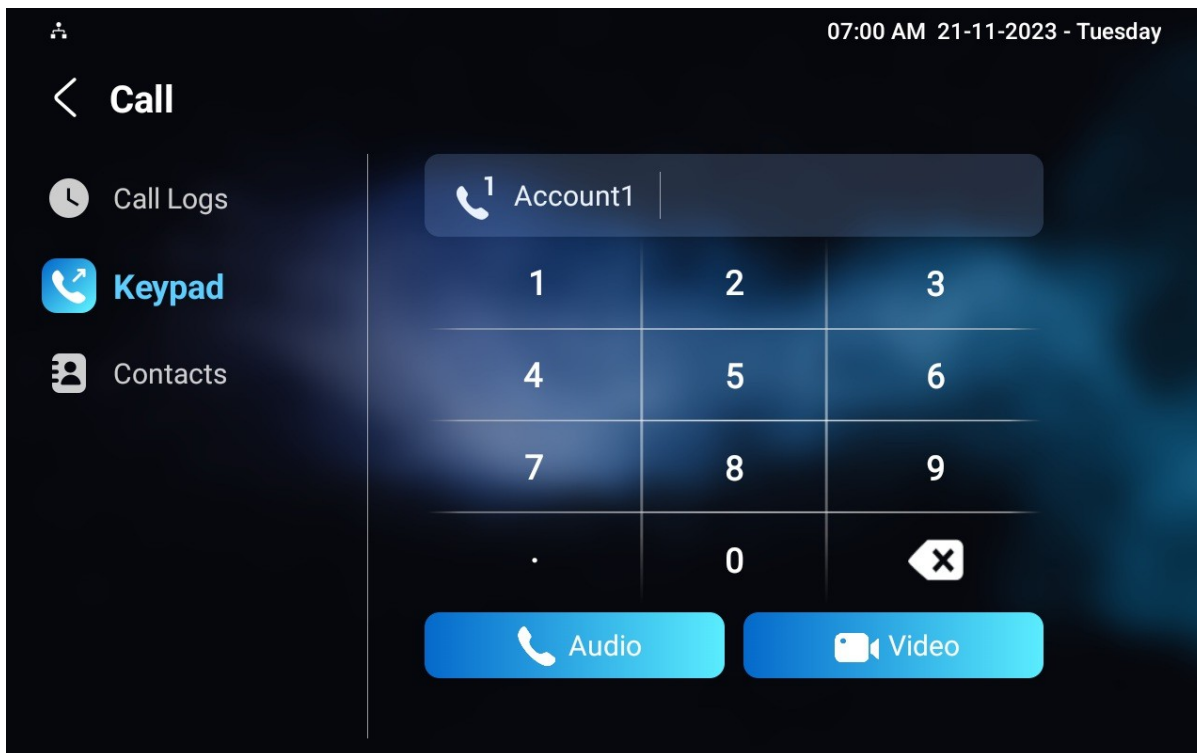 07:00 AM 21-11-2023 - Tuesday
Call
Call Logs
Keypad
Contacts
1 Account1
1 2 3
4 5 6
7 8 9
. 0
Audio Video